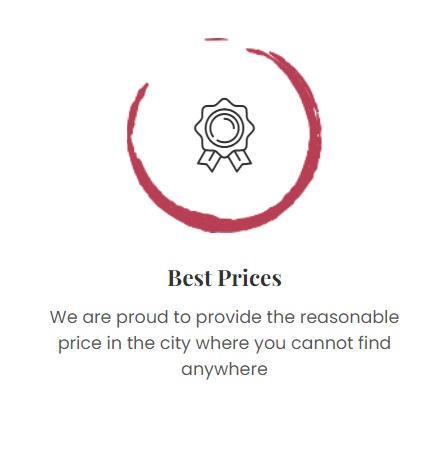 Best Prices
We are proud to provide the reasonable
price in the city where you cannot find
anywhere